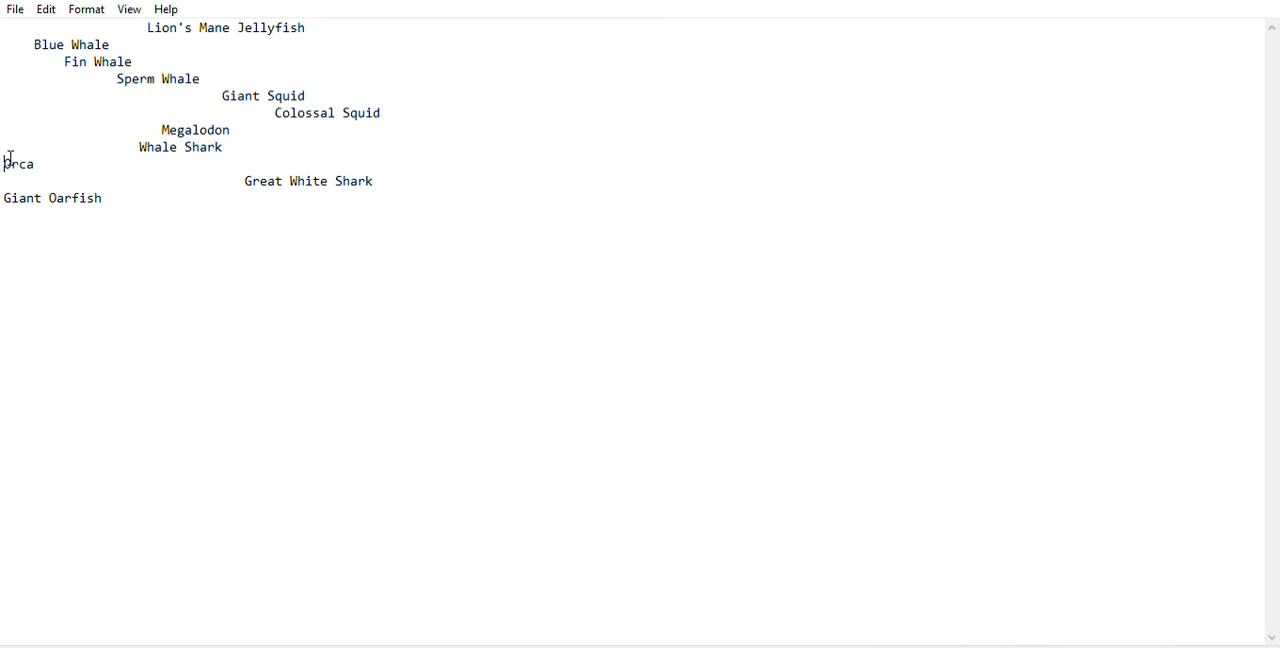 File Edit Format View Help
Lion's Mane Jellyfish
Blue Whale
Fin Whale
Sperm Whale
Giant Squid
Colossal Squid
Megalodon
Whale Shark
Orca
Great White Shark
Giant Oarfish